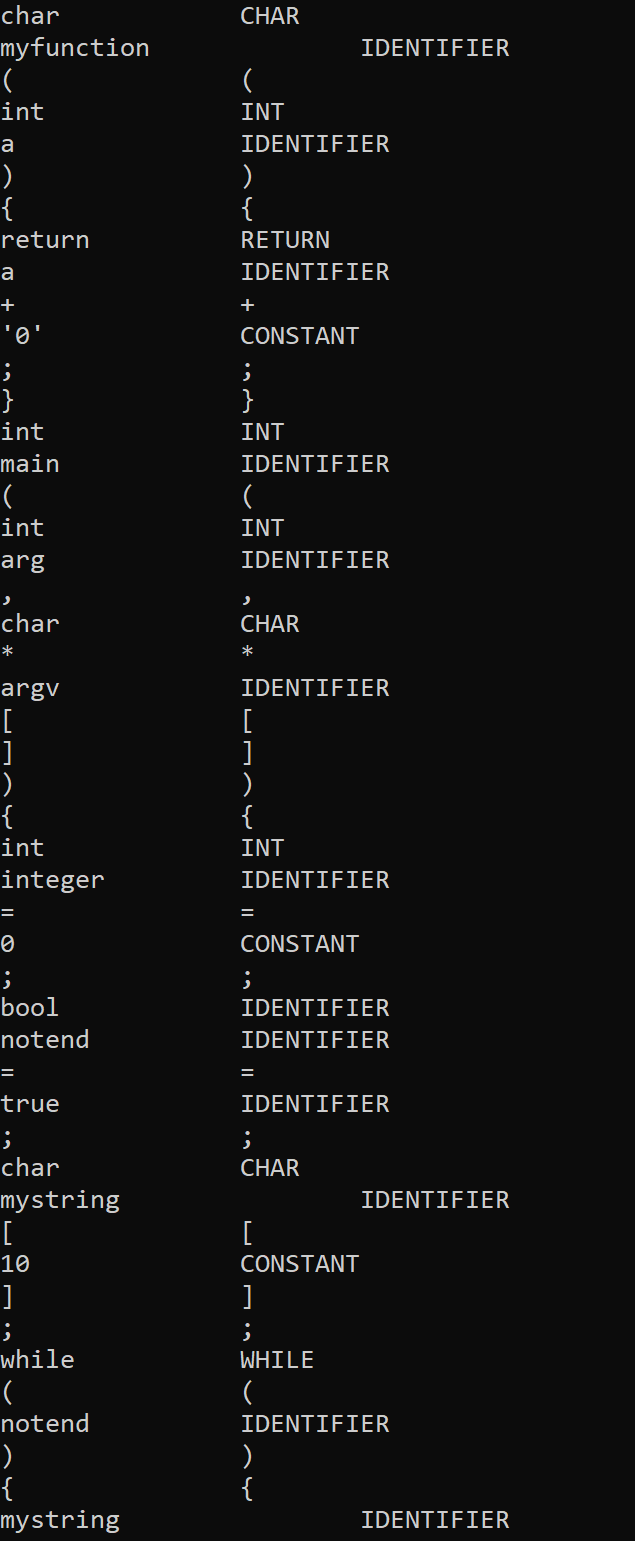 char CHAR
myfunction IDENTIFIER
( (
int INT
a IDENTIFIER
) )
{ {
return RETURN
a IDENTIFIER
+ +
'0' CONSTANT
; ;
} }
int INT
main IDENTIFIER
( (
int INT
arg IDENTIFIER
, ,
char CHAR
* *
argv IDENTIFIER
[ [
] ]
) )
{ {
int INT
integer IDENTIFIER
= =
0 CONSTANT
; ;
bool IDENTIFIER
notend IDENTIFIER
= =
true IDENTIFIER
; ;
char CHAR
mystring IDENTIFIER
[ [
10 CONSTANT
] ]
; ;
while WHILE
( (
notend IDENTIFIER
) )
{ {
mystring IDENTIFIER